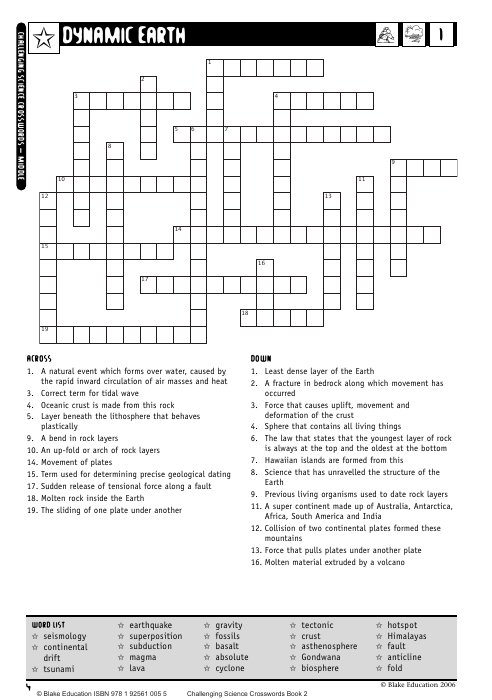 CHALLENGING SCIENCE CROSSWORDS – MIDDLE
DYNAMIC EARTH
1
1
2
3
4
5
6
7
8
9
10
11
12
13
14
15
16
17
18
19
ACROSS
1. A natural event which forms over water, caused by
the rapid inward circulation of air masses and heat
3. Correct term for tidal wave
4. Oceanic crust is made from this rock
5. Layer beneath the lithosphere that behaves
plastically
9. A bend in rock layers
10. An up-fold or arch of rock layers
14. Movement of plates
15. Term used for determining precise geological dating
17. Sudden release of tensional force along a fault
18. Molten rock inside the Earth
19. The sliding of one plate under another
DOWN
1. Least dense layer of the Earth
2. A fracture in bedrock along which movement has
occurred
3. Force that causes uplift, movement and
deformation of the crust
4. Sphere that contains all living things
6. The law that states that the youngest layer of rock
is always at the top and the oldest at the bottom
7. Hawaiian islands are formed from this
8. Science that has unravelled the structure of the
Earth
9. Previous living organisms used to date rock layers
11. A super continent made up of Australia, Antarctica,
Africa, South America and India
12. Collision of two continental plates formed these
mountains
13. Force that pulls plates under another plate
16. Molten material extruded by a volcano
WORD LIST
☆ seismology
☆ continental
drift
☆ tsunami
☆ earthquake
☆ superposition
☆ subduction
☆ magma
☆ lava
☆ gravity
☆ fossils
☆ basalt
☆ absolute
☆ cyclone
☆ tectonic
☆ crust
☆ asthenosphere
☆ Gondwana
☆ biosphere
☆ hotspot
☆ Himalayas
☆ fault
☆ anticline
☆ fold
4
© Blake Education 2006
© Blake Education ISBN 978 1 92561 005 5 Challenging Science Crosswords Book 2